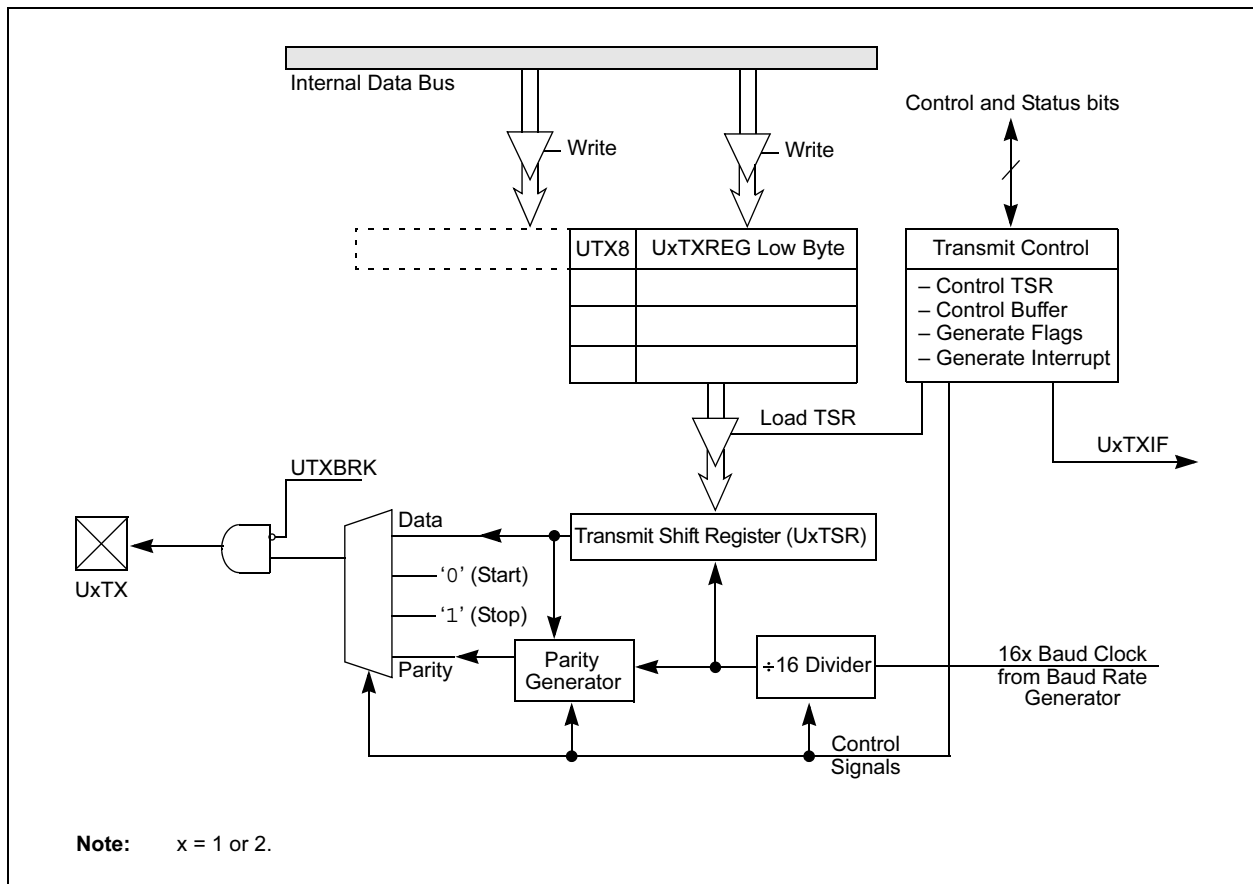 Internal Data Bus
Control and Status bits
Write
Write
UTX8
UxTXREG Low Byte
Transmit Control
– Control TSR
– Control Buffer
– Generate Flags
– Generate Interrupt
Load TSR
UxTXIF
UTXBRK
Data
Transmit Shift Register (UxTSR)
UxTX
‘0’ (Start)
‘1’ (Stop)
Parity
Parity
Generator
÷16 Divider
16x Baud Clock
from Baud Rate
Generator
Control
Signals
Note: x = 1 or 2.